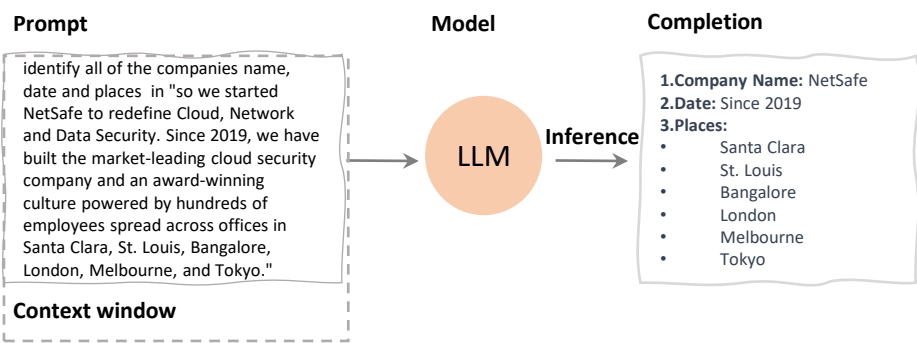 Prompt
identify all of the companies name,
date and places in "so we started
NetSafe to redefine Cloud, Network
and Data Security. Since 2019, we have
built the market-leading cloud security
company and an award-winning
culture powered by hundreds of
employees spread across offices in
Santa Clara, St. Louis, Bangalore,
London, Melbourne, and Tokyo."
Context window
Model
LLM
Inference
Completion
1.Company Name: NetSafe
2.Date: Since 2019
3.Places:
• Santa Clara
• St. Louis
• Bangalore
• London
• Melbourne
• Tokyo